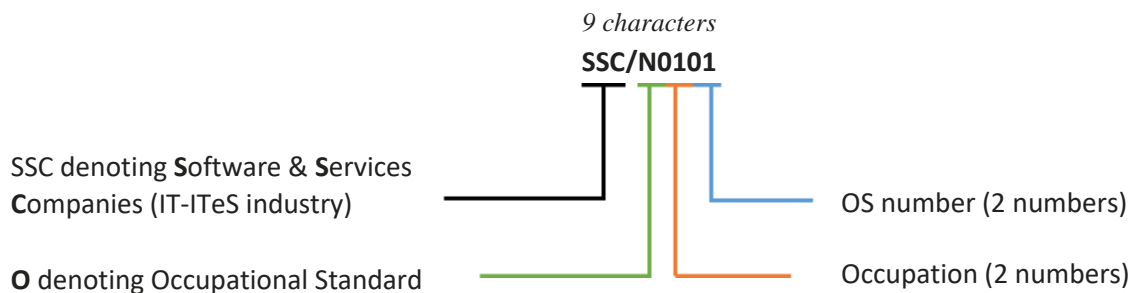 9 characters
SSC/N0101
SSC denoting Software & Services
Companies (IT-ITeS industry)
OS number (2 numbers)
O denoting Occupational Standard
Occupation (2 numbers)